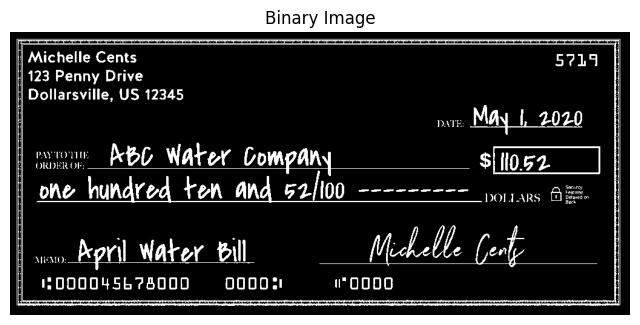 Binary Image
Michelle Cents
5719
123 Penny Drive
Dollarsville, US 12345
DATE: May 1, 2020
PAY TO THE
ORDER OF: ABC Water Company
$ 110.52
one hundred ten and 52/100 --------- DOLLARS
Security
Features
Detailed on
Back
MEMO: April Water Bill
Michelle Cents
⑆000045678000 0000⑆ ⑈0000